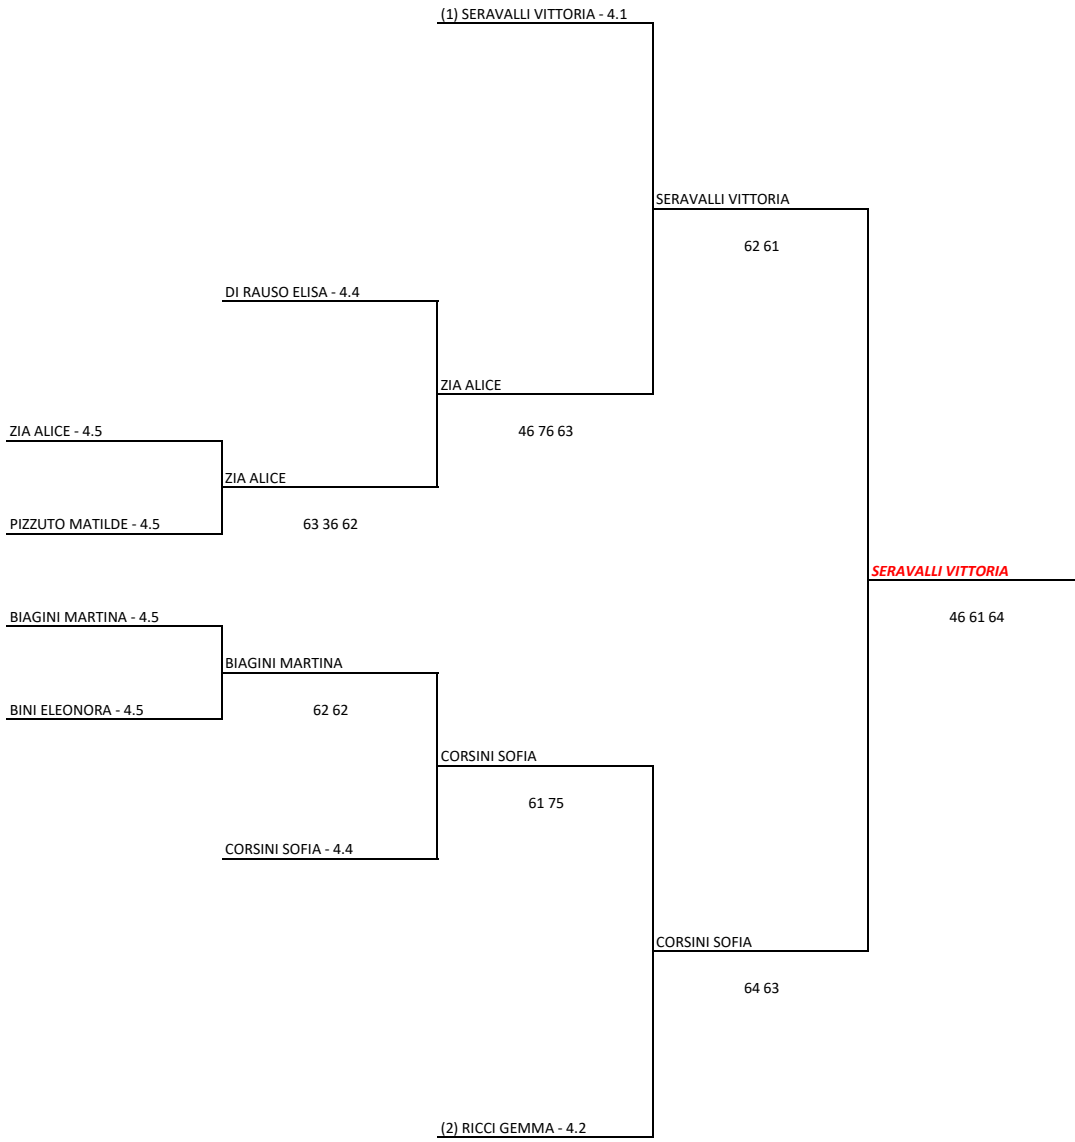 (1) SERAVALLI VITTORIA - 4.1
SERAVALLI VITTORIA
62 61
DI RAUSO ELISA - 4.4
ZIA ALICE
ZIA ALICE - 4.5
46 76 63
ZIA ALICE
PIZZUTO MATILDE - 4.5
63 36 62
SERAVALLI VITTORIA
BIAGINI MARTINA - 4.5
46 61 64
BIAGINI MARTINA
BINI ELEONORA - 4.5
62 62
CORSINI SOFIA
61 75
CORSINI SOFIA - 4.4
CORSINI SOFIA
64 63
(2) RICCI GEMMA - 4.2